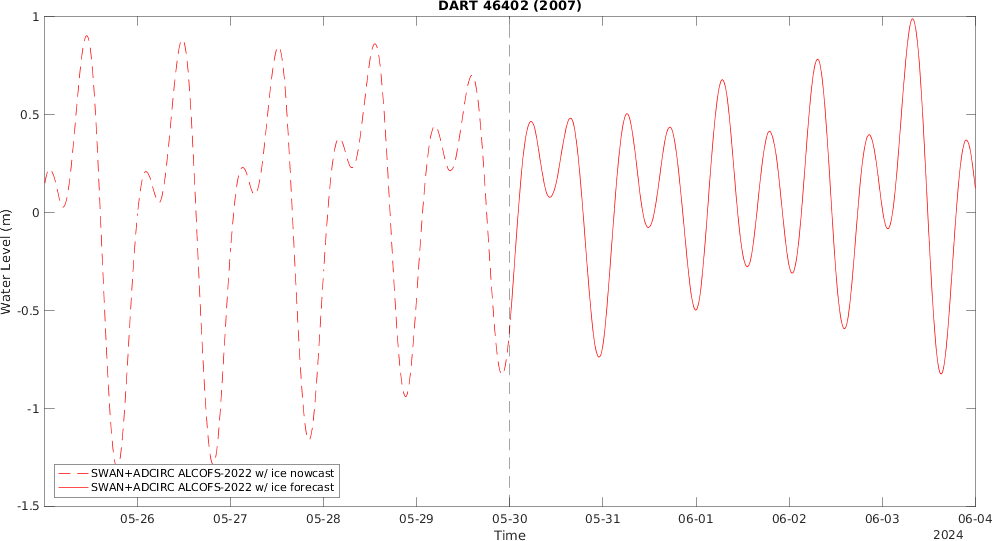 DART 46402 (2007)
Water Level (m)
1
0.5
0
-0.5
-1
-1.5
SWAN+ADCIRC ALCOFS-2022 w/ ice nowcast
SWAN+ADCIRC ALCOFS-2022 w/ ice forecast
05-26 05-27 05-28 05-29 05-30 05-31 06-01 06-02 06-03 06-04
Time
2024